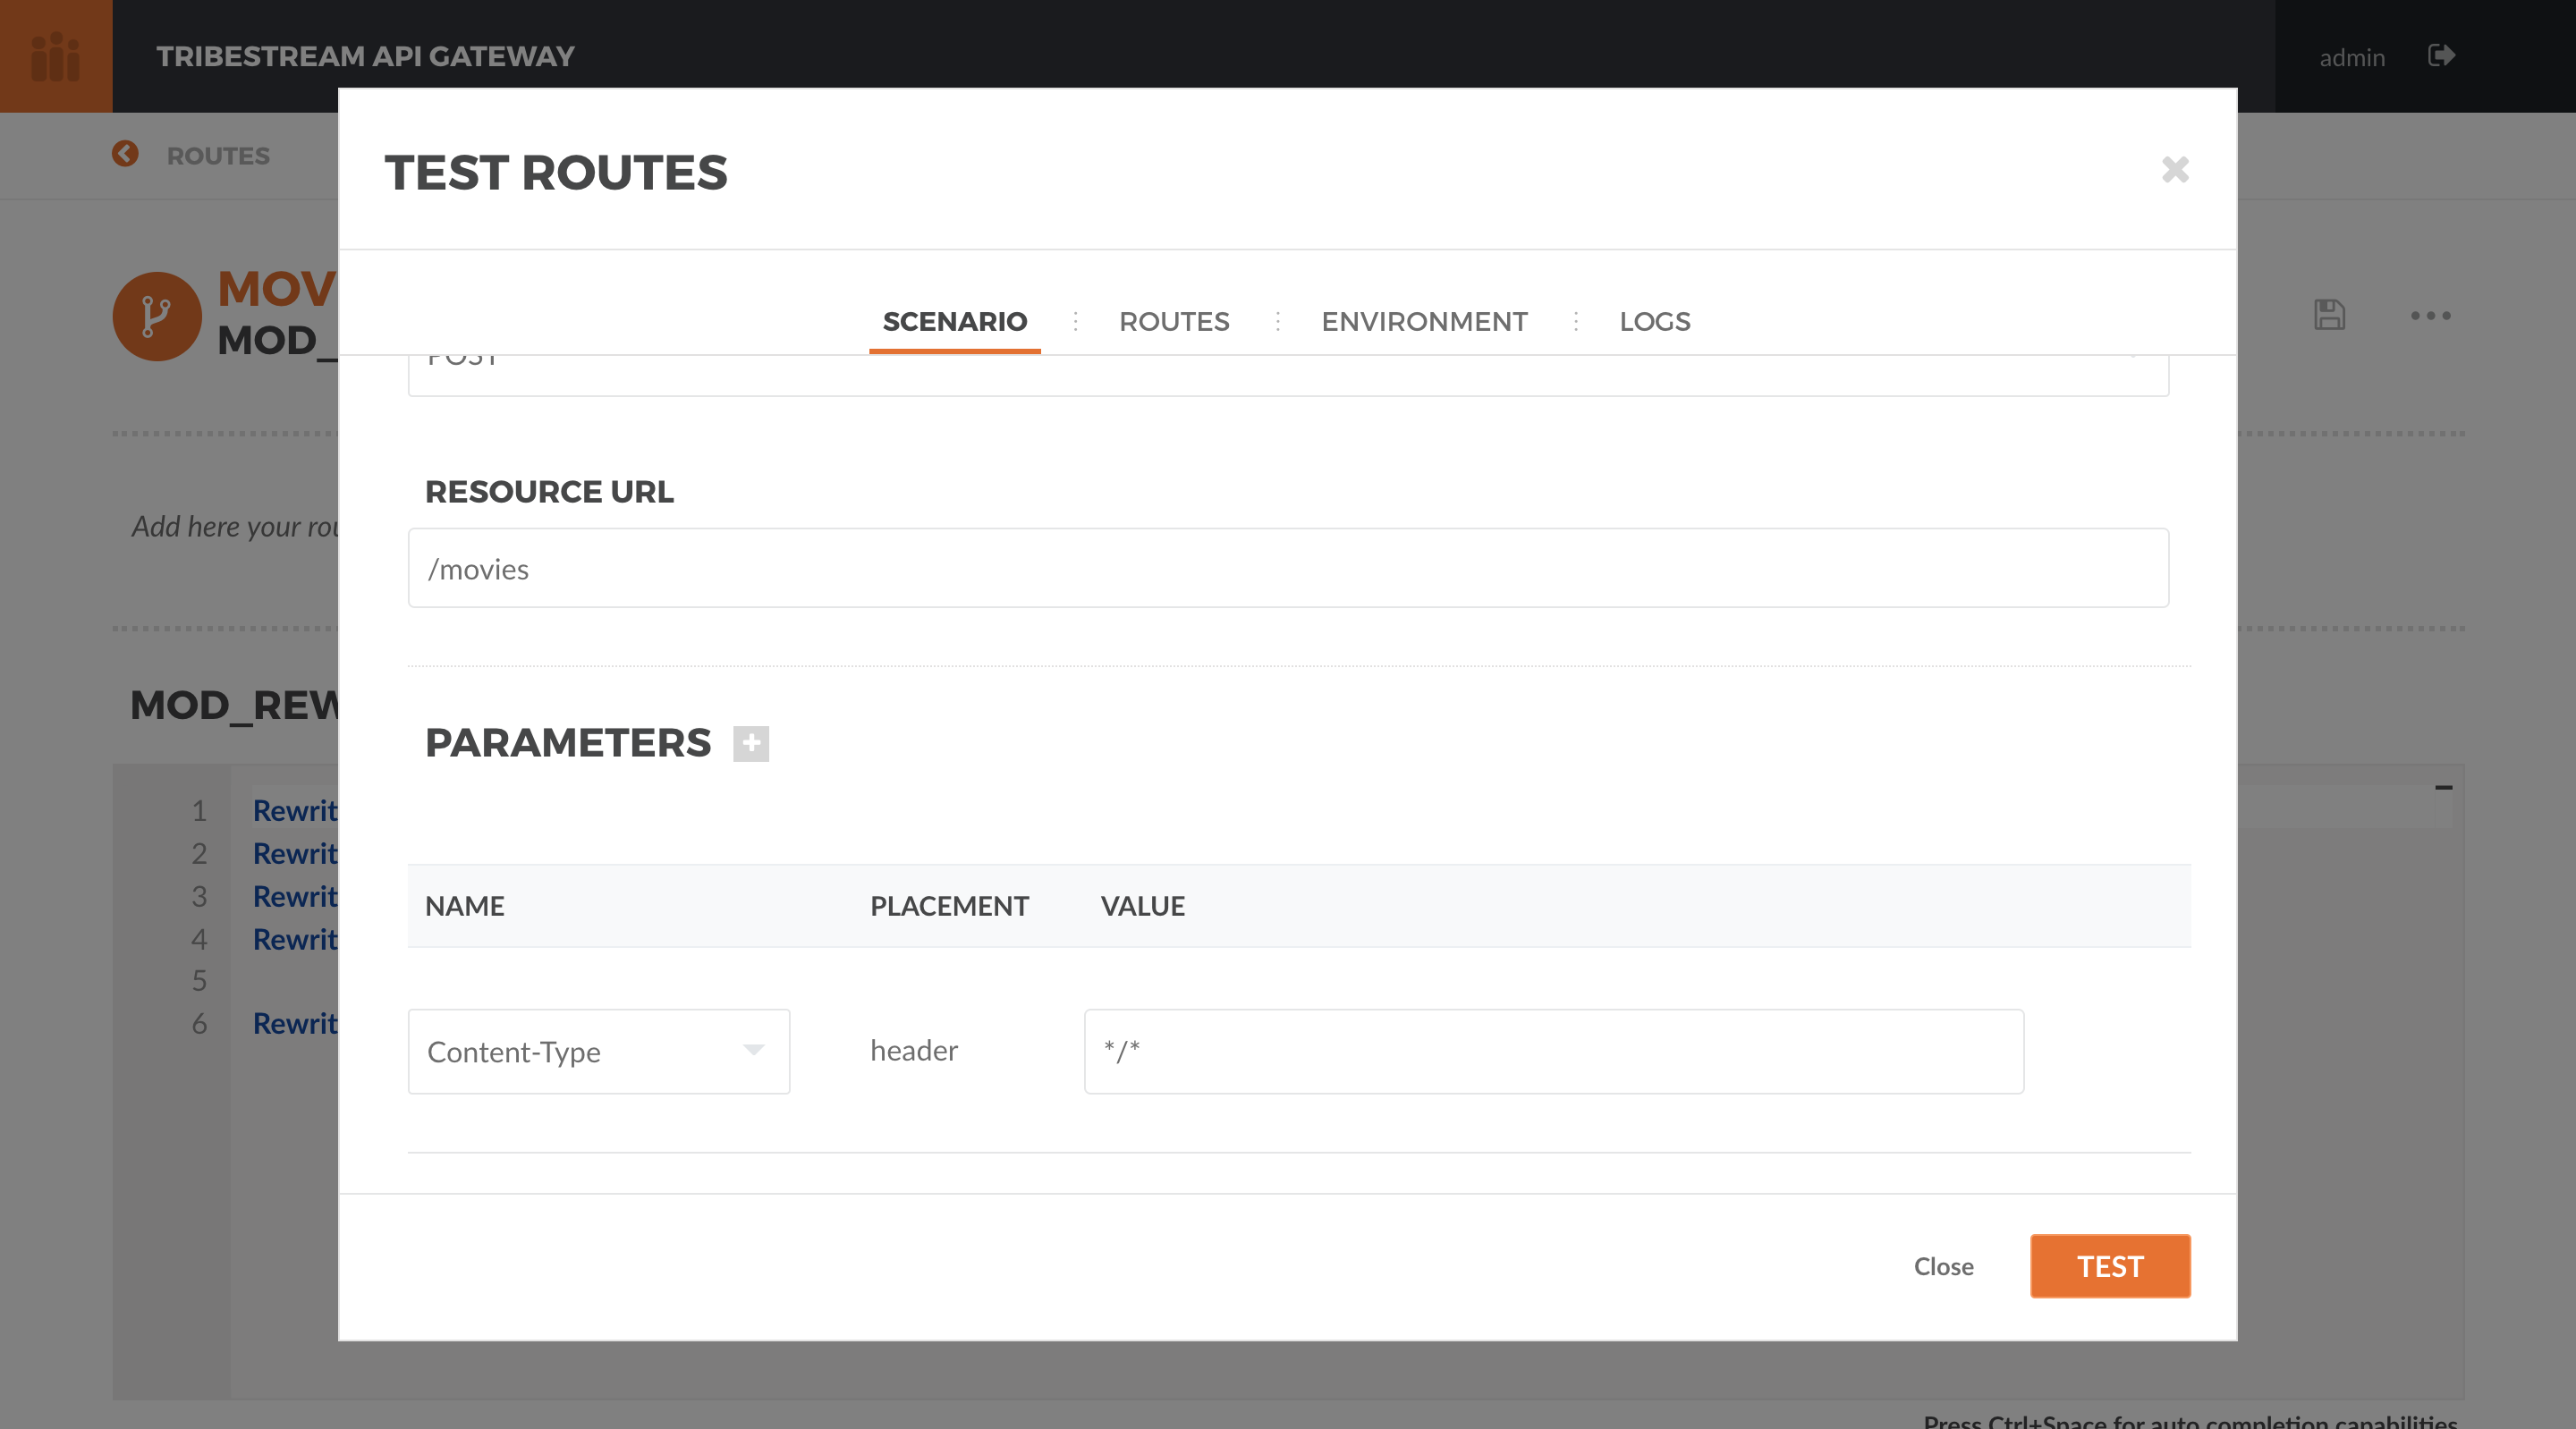 TRIBESTREAM API GATEWAY
admin
ROUTES
TEST ROUTES
MOV
MOD_
SCENARIO ROUTES ENVIRONMENT LOGS
POST
RESOURCE URL
Add here your
/movies
MOD_REW
PARAMETERS
1 Rewrit
2 Rewrit
3 Rewrit
4 Rewrit
5
6 Rewrit
NAME PLACEMENT VALUE
Content-Type header */*
Close TEST
Press Ctrl+Space for auto completion capabilities